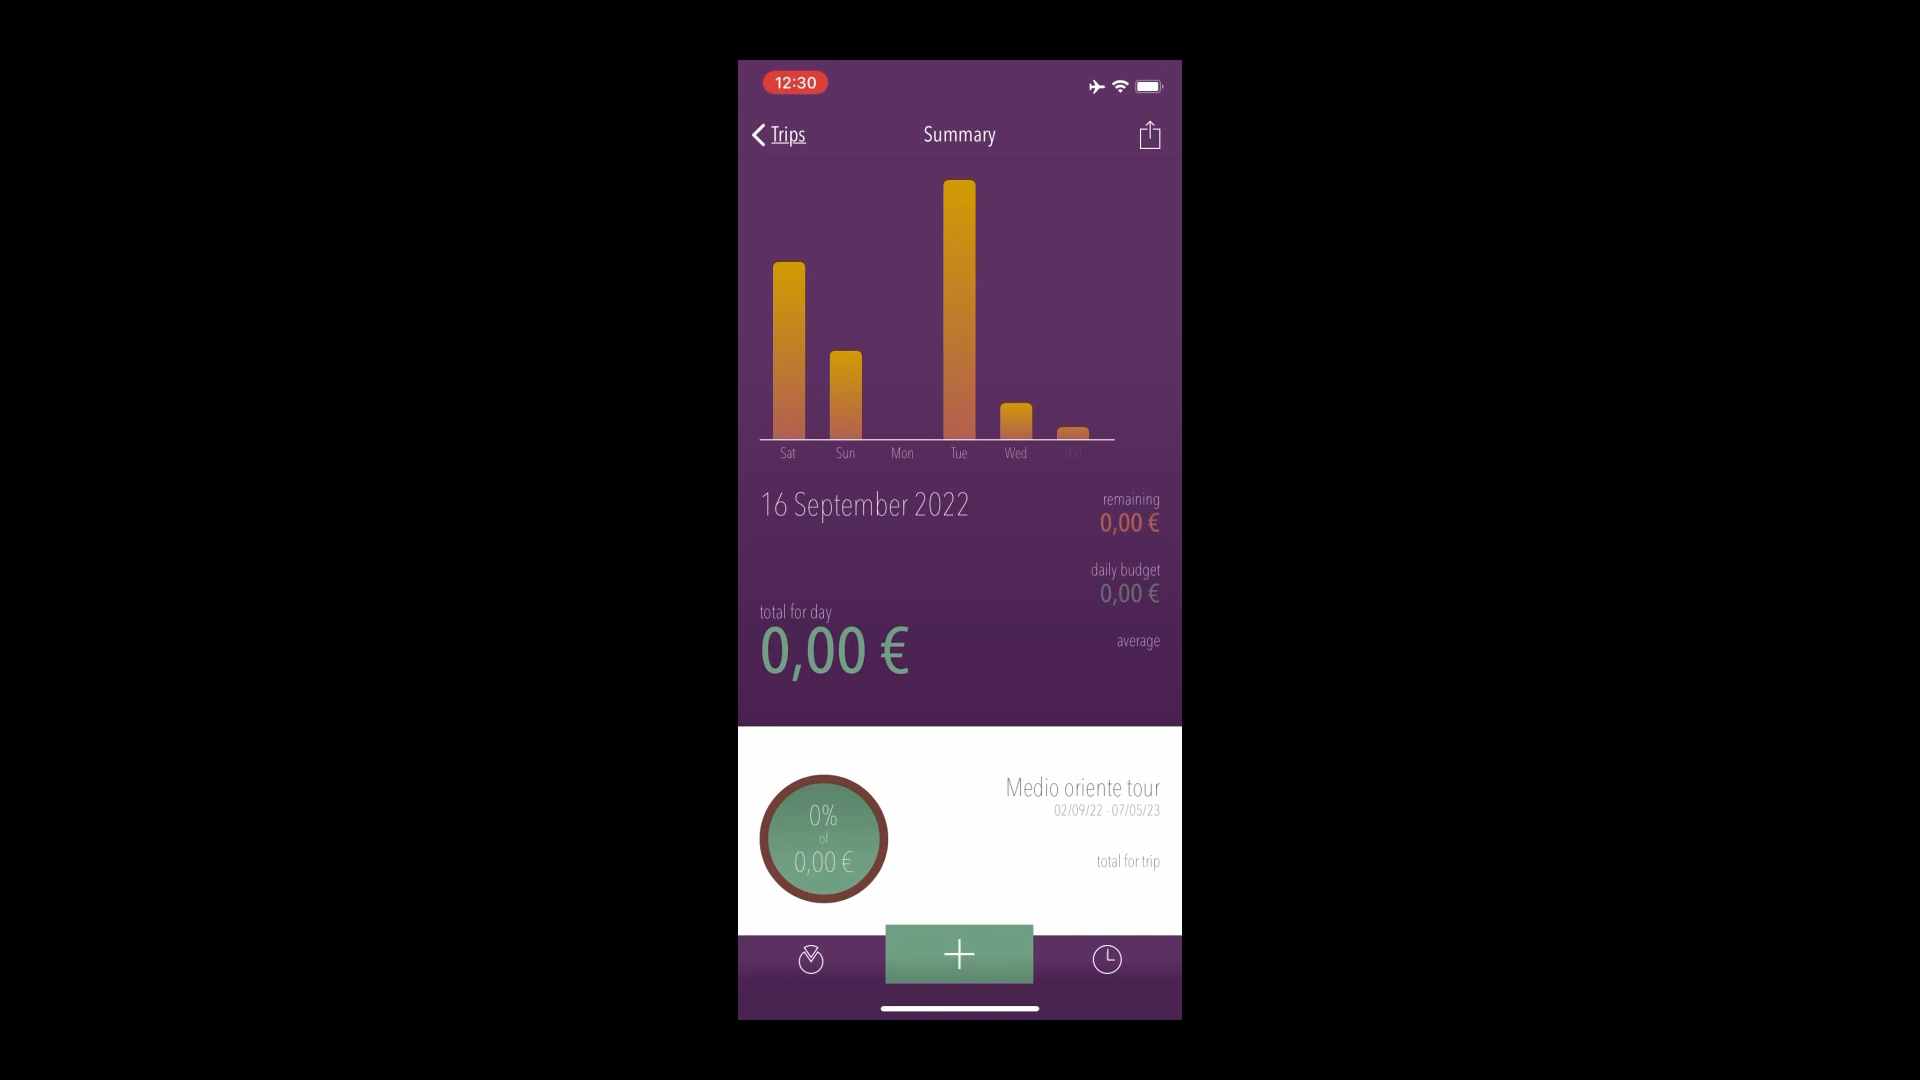 12:30
Trips
Summary
Sat Sun Mon Tue Wed
16 September 2022
remaining
0,00 €
daily budget
0,00 €
total for day
0,00 €
average
0%
of
0,00 €
Medio oriente tour
02/09/22 - 07/05/23
total for trip